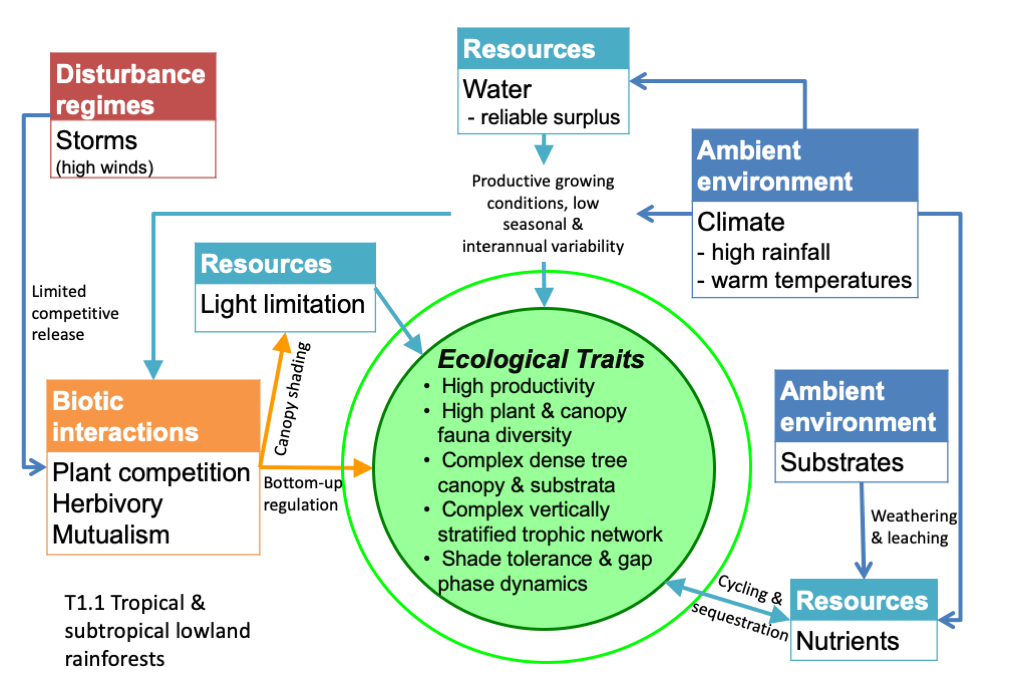 Disturbance
regimes
Storms
(high winds)
Resources
Water
- reliable surplus
Ambient
environment
Climate
- high rainfall
- warm temperatures
Productive growing
conditions, low
seasonal &
interannual variability
Resources
Light limitation
Limited
competitive
release
Canopy shading
Biotic
interactions
Plant competition
Herbivory
Mutualism
Bottom-up
regulation
Ecological Traits
• High productivity
• High plant & canopy
fauna diversity
• Complex dense tree
canopy & substrata
• Complex vertically
stratified trophic network
• Shade tolerance & gap
phase dynamics
Ambient
environment
Substrates
Weathering
& leaching
Cycling &
sequestration
Resources
Nutrients
T1.1 Tropical &
subtropical lowland
rainforests